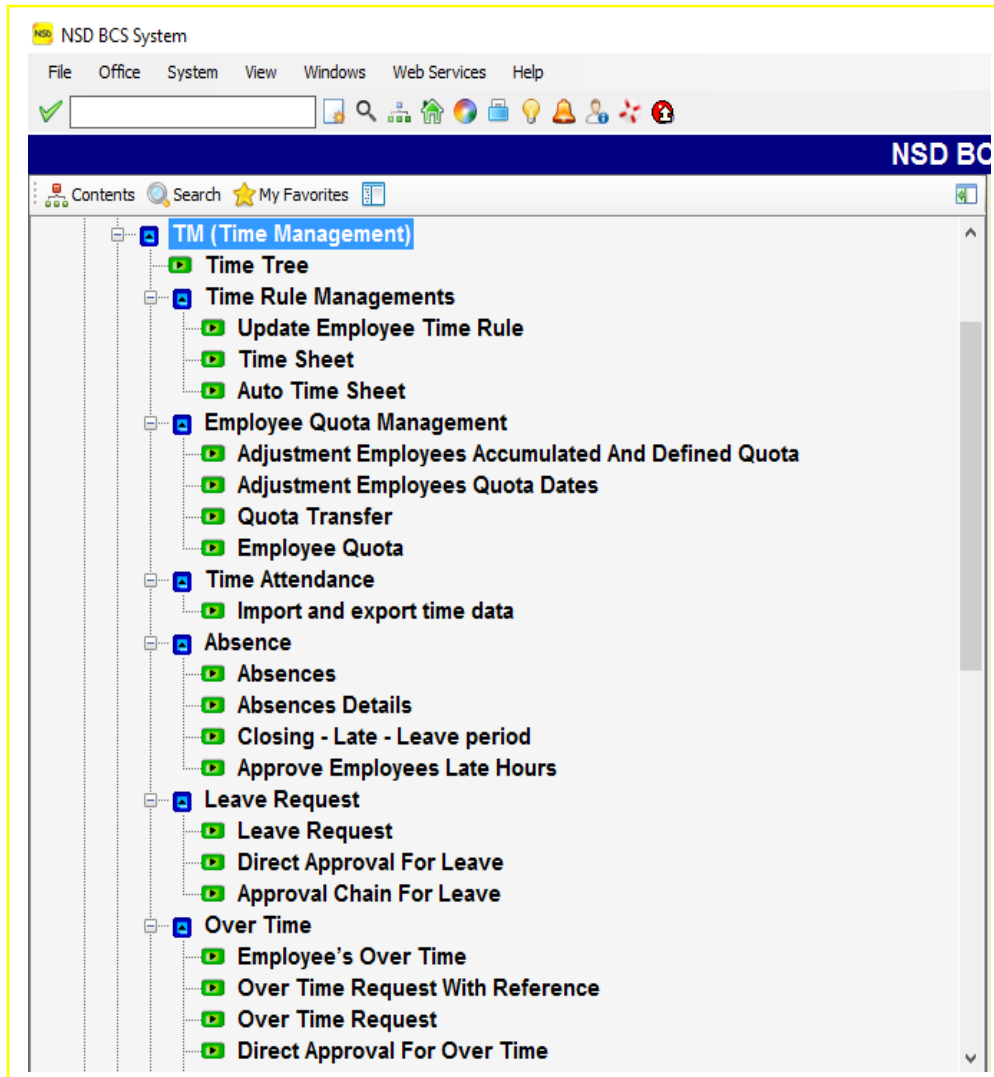 NSD NSD BCS System
File Office System View Windows Web Services Help
NSD BC
Contents Search My Favorites
TM (Time Management)
Time Tree
Time Rule Managements
Update Employee Time Rule
Time Sheet
Auto Time Sheet
Employee Quota Management
Adjustment Employees Accumulated And Defined Quota
Adjustment Employees Quota Dates
Quota Transfer
Employee Quota
Time Attendance
Import and export time data
Absence
Absences
Absences Details
Closing - Late - Leave period
Approve Employees Late Hours
Leave Request
Leave Request
Direct Approval For Leave
Approval Chain For Leave
Over Time
Employee’s Over Time
Over Time Request With Reference
Over Time Request
Direct Approval For Over Time